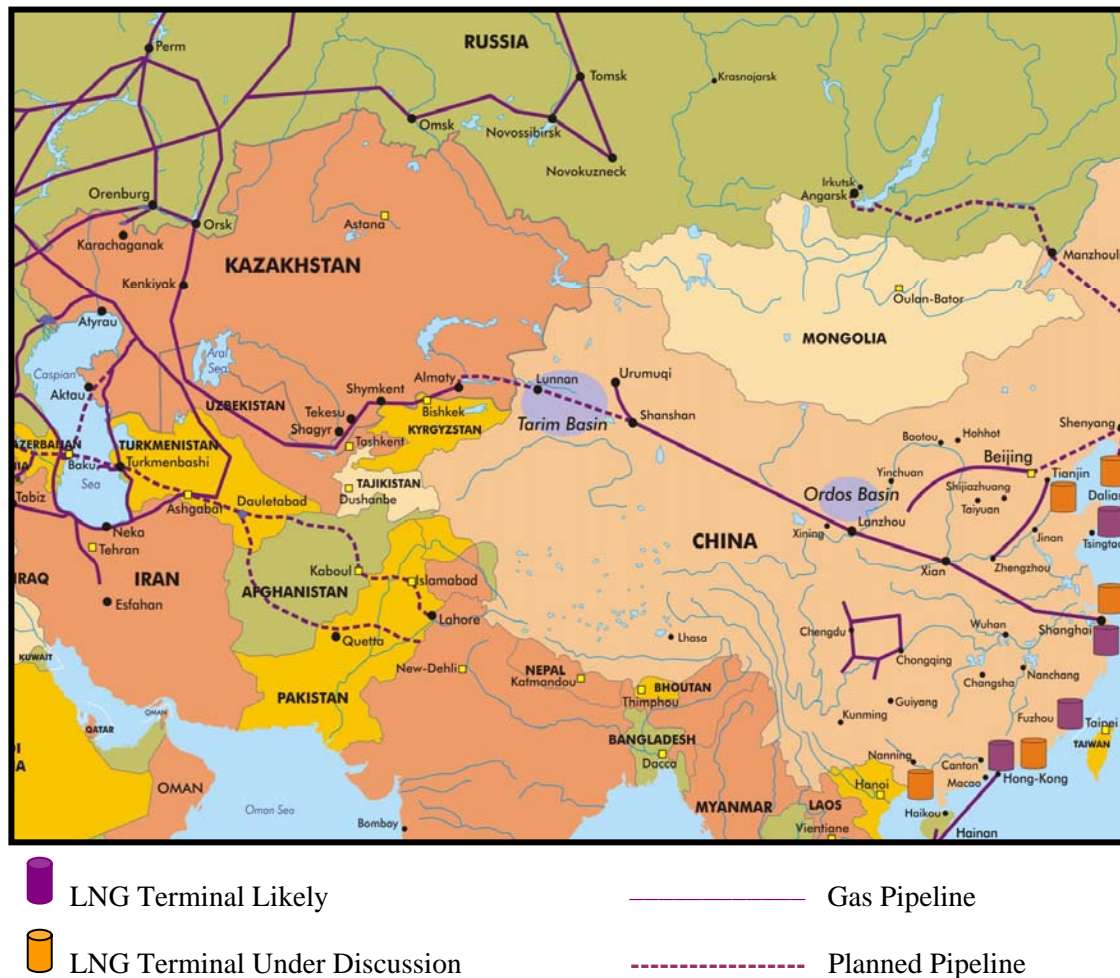 Perm
RUSSIA
Tomsk
Krasnojarsk
Omsk
Novossibirsk
Novokuzneck
Irkutsk
Angarsk
Orenburg
Orsk
Astana
Karachaganak
KAZAKHSTAN
Manzhouli
Kenkiyak
Oulan-Bator
Atyrau
MONGOLIA
Aral
Sea
Caspian
Aktau
Almaty
Lunnan
Urumuqi
Shymkent
UZBEKISTAN
Bishkek
Tekesu
Shanshan
Tarim Basin
Shagyr
KYRGYZSTAN
Shenyang
Tashkent
Baotou
Hohhot
AZERBAIJAN
TURKMENISTAN
Beijing
Baku
Turkmenbashi
TAJIKISTAN
Yinchuan
Tianjin
Sea
Shijiazhuang
Dalian
Tabiz
Dushanbe
Ordos Basin
Taiyuan
Dauletabad
Ashgabat
Neka
Xining
Lanzhou
Jinan
Tsingtao
Tehran
CHINA
IRAQ
IRAN
Kaboul
Islamabad
Xian
Zhengzhou
AFGHANISTAN
Esfahan
Lahore
Shanghai
Wuhan
Chengdu
Quetta
Lhasa
KUWAIT
New-Dehli
NEPAL
Chongqing
Nanchang
Katmandou
Changsha
PAKISTAN
BHOUTAN
Thimphou
Guiyang
OMAN
Fuzhou
Kunming
Taipei
QATAR
BANGLADESH
TAIWAN
Nanning
Canton
Dacca
Hong-Kong
Macao
OMAN
Hanoi
Oman Sea
MYANMAR
LAOS
Haikou
Bombay
Vientiane
Hainan
LNG Terminal Likely
Gas Pipeline
LNG Terminal Under Discussion
Planned Pipeline